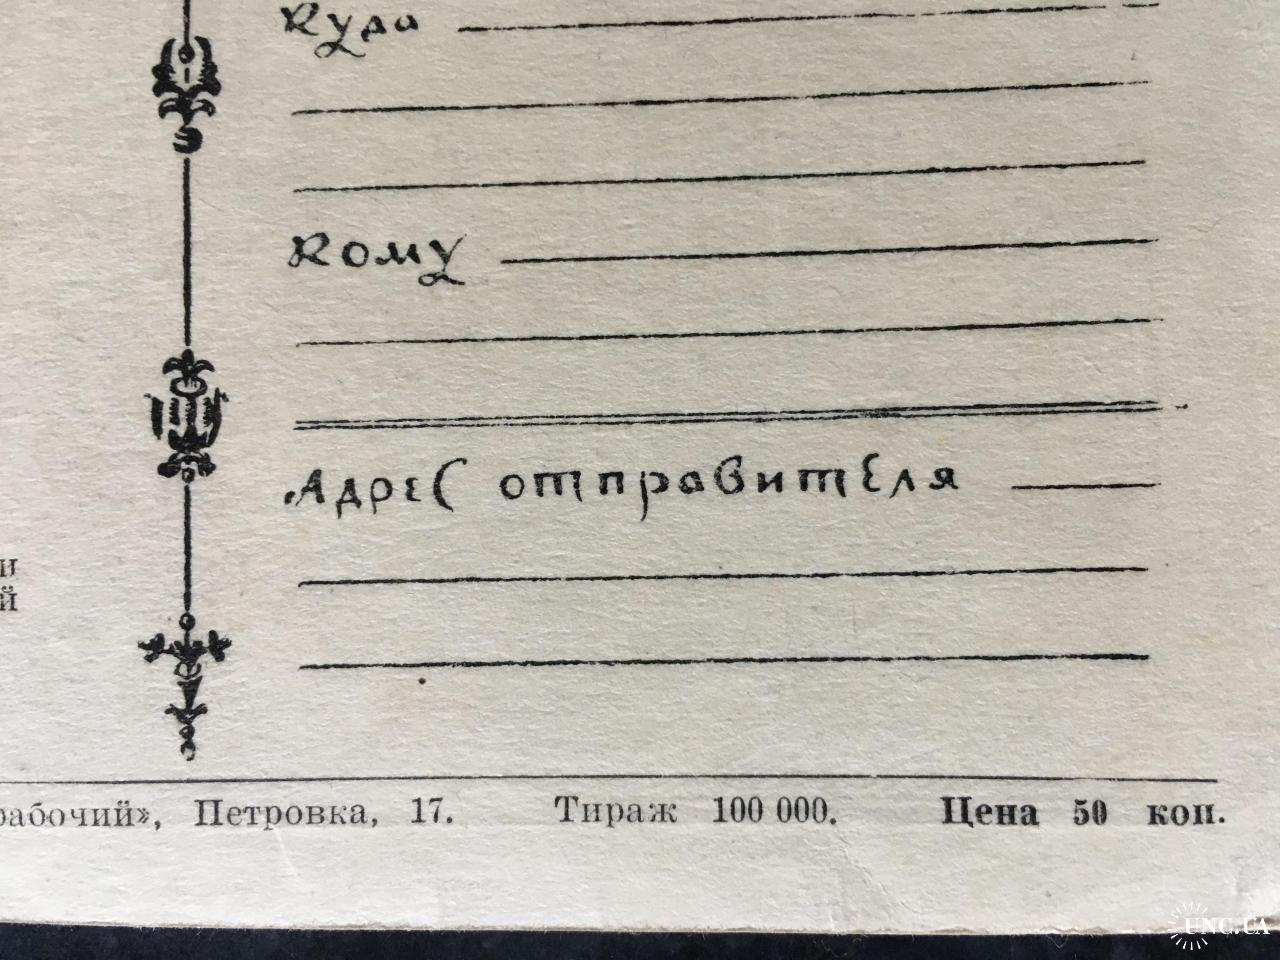 Куда
Кому
Адрес отправителя
и
й
рабочий», Петровка, 17. Тираж 100 000. Цена 50 коп.
UNC.UA